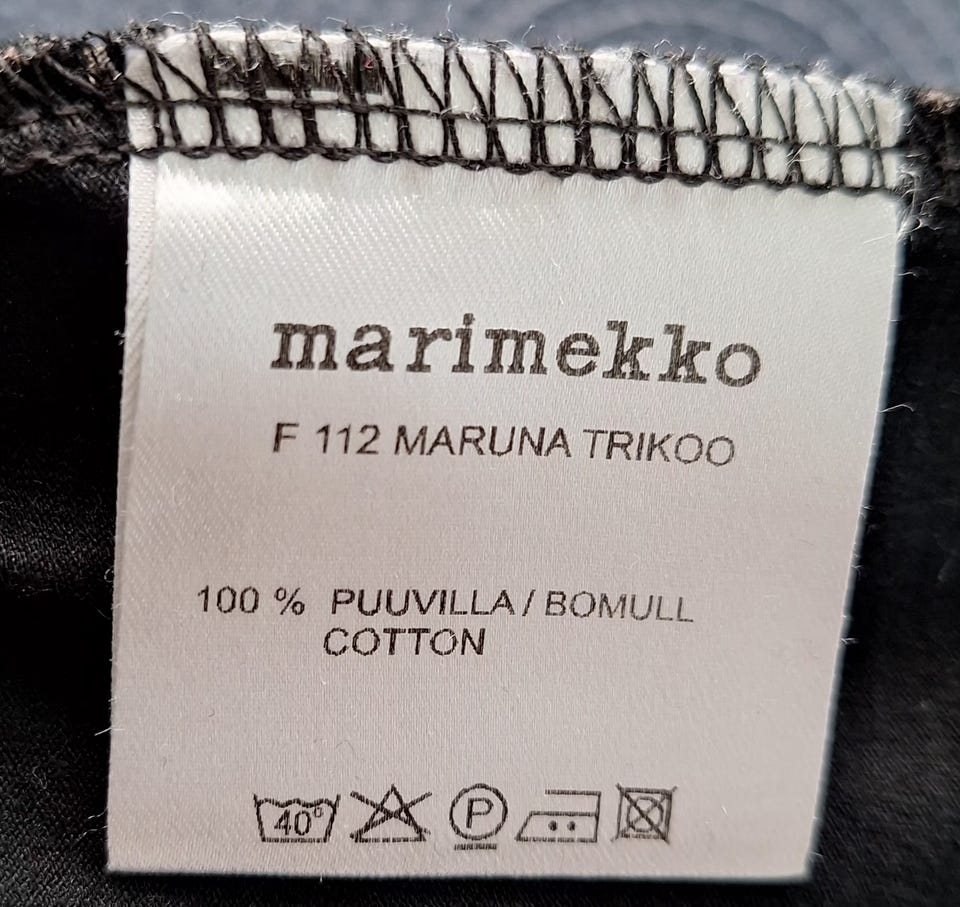 marimekko
F 112 MARUNA TRIKOO
100 % PUUVILLA / BOMULL
COTTON
40° P